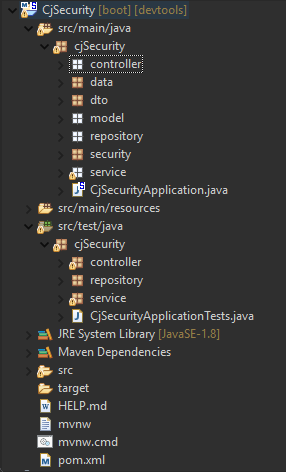 CjSecurity [boot] [devtools]
src/main/java
cjSecurity
controller
data
dto
model
repository
security
service
CjSecurityApplication.java
src/main/resources
src/test/java
cjSecurity
controller
repository
service
CjSecurityApplicationTests.java
JRE System Library [JavaSE-1.8]
Maven Dependencies
src
target
HELP.md
mvnw
mvnw.cmd
pom.xml